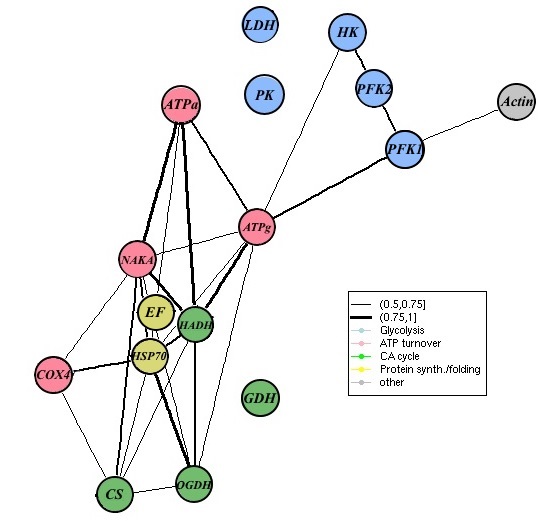 LDH
HK
PK
PFK2
ATPa
Actin
PFK1
ATPg
NAKA
EF
HADH
HSP70
COX4
GDH
CS
OGDH
(0.5,0.75]
(0.75,1]
Glycolysis
ATP turnover
CA cycle
Protein synth./folding
other